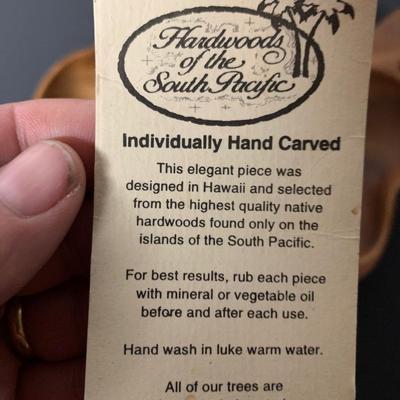 Hardwoods
of the
South Pacific
Individually Hand Carved
This elegant piece was
designed in Hawaii and selected
from the highest quality native
hardwoods found only on the
islands of the South Pacific.
For best results, rub each piece
with mineral or vegetable oil
before and after each use.
Hand wash in luke warm water.
All of our trees are